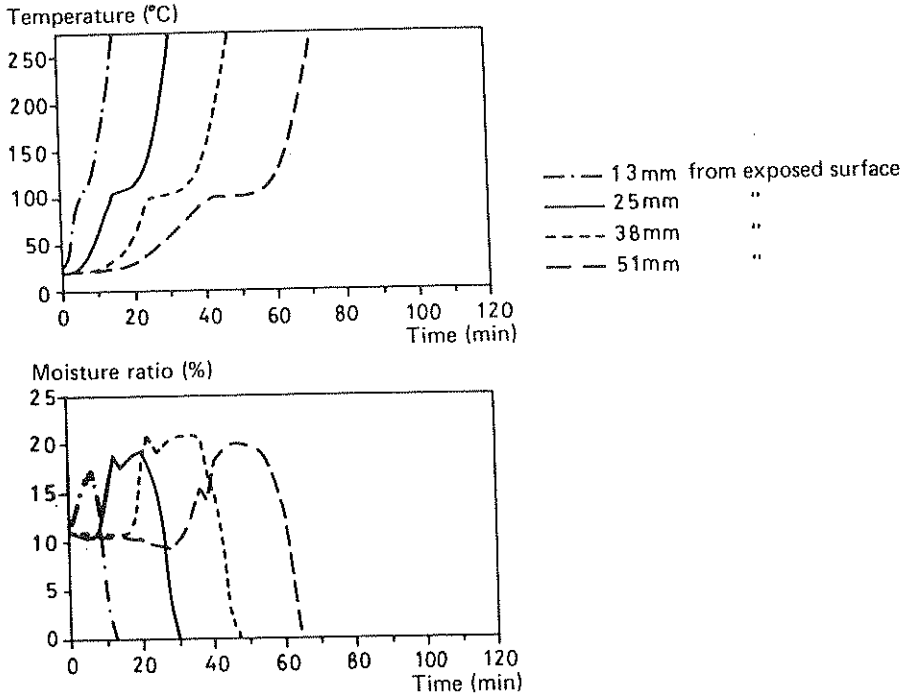 Temperature (°C)
250
200
150
100
50
0
0 20 40 60 80 100 120
Time (min)
13mm from exposed surface
25mm "
38mm "
51mm "
Moisture ratio (%)
25
20
15
10
5
0
0 20 40 60 80 100 120
Time (min)